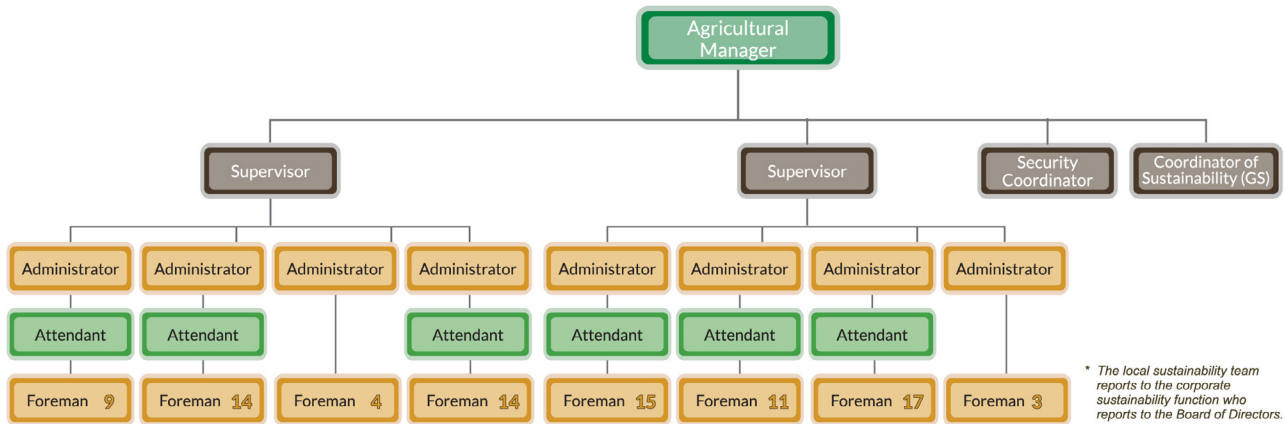 Agricultural
Manager
Supervisor
Supervisor
Security
Coordinator
Coordinator of
Sustainability (GS)
Administrator
Administrator
Administrator
Administrator
Administrator
Administrator
Administrator
Administrator
Attendant
Attendant
Attendant
Attendant
Attendant
Attendant
Foreman 9
Foreman 14
Foreman 4
Foreman 14
Foreman 15
Foreman 11
Foreman 17
Foreman 3
* The local sustainability team
reports to the corporate
sustainability function who
reports to the Board of Directors.